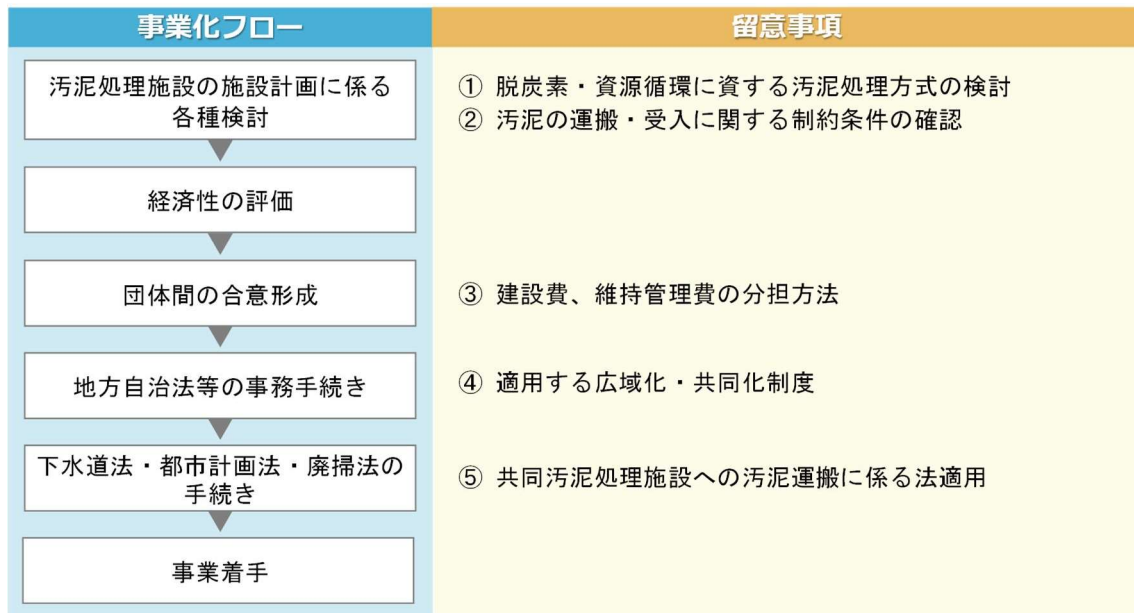 事業化フロー
留意事項
汚泥処理施設の施設計画に係る
各種検討
① 脱炭素・資源循環に資する汚泥処理方式の検討
② 汚泥の運搬・受入に関する制約条件の確認
経済性の評価
団体間の合意形成
③ 建設費、維持管理費の分担方法
地方自治法等の事務手続き
④ 適用する広域化・共同化制度
下水道法・都市計画法・廃掃法の
手続き
⑤ 共同汚泥処理施設への汚泥運搬に係る法適用
事業着手